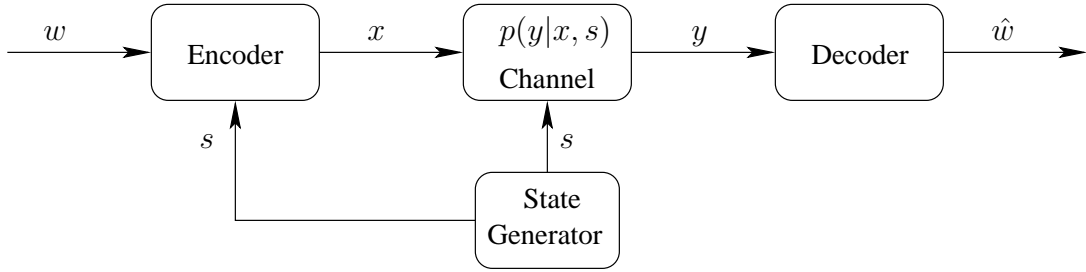 w
Encoder
x
p(y|x, s)
Channel
y
Decoder
ŵ
s
s
State
Generator